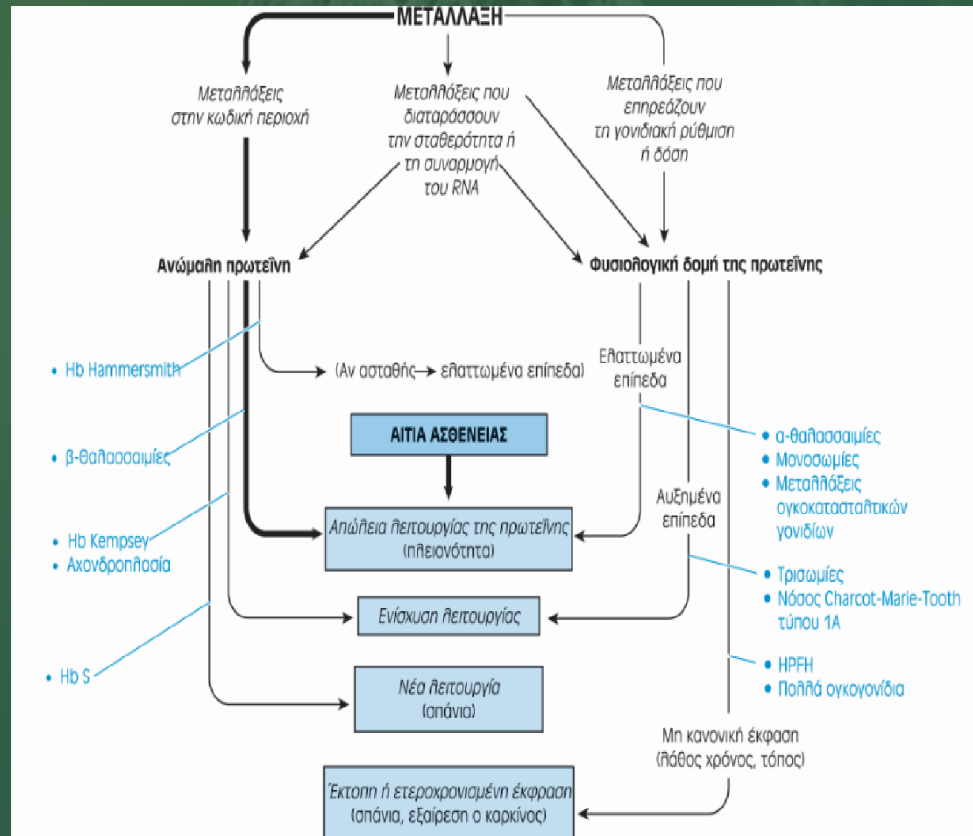 ΜΕΤΑΛΛΑΞΗ
Μεταλλάξεις
στην κωδική περιοχή
Μεταλλάξεις που
διαταράσσουν
την σταθερότητα ή
τη συναρμογή
του RNA
Μεταλλάξεις που
επηρεάζουν
τη γονιδιακή ρύθμιση
ή δόση
Ανώμαλη πρωτεΐνη
Φυσιολογική δομή της πρωτεΐνης
• Hb Hammersmith
(Αν ασταθής → ελαττωμένα επίπεδα)
Ελαττωμένα
επίπεδα
ΑΙΤΙΑ ΑΣΘΕΝΕΙΑΣ
• β-θαλασσαιμίες
• α-θαλασσαιμίες
• Μονοσωμίες
• Μεταλλάξεις
ογκοκατασταλτικών
γονιδίων
Αυξημένα
επίπεδα
Απώλεια λειτουργίας της πρωτεΐνης
(πλειονότητα)
• Hb Kempsey
• Αχονδροπλασία
• Τρισωμίες
• Νόσος Charcot-Marie-Tooth
τύπου 1Α
Ενίσχυση λειτουργίας
• Hb S
• HPFH
• Πολλά ογκογονίδια
Νέα λειτουργία
(σπάνια)
Μη κανονική έκφαση
(λάθος χρόνος, τόπος)
Έκτοπη ή ετεροχρονισμένη έκφραση
(σπάνια, εξαίρεση ο καρκίνος)